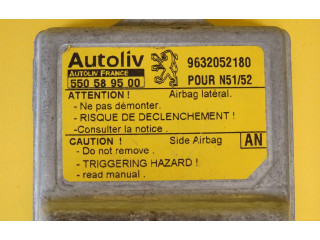 Autoliv 9632052180
AUTOLIV FRANCE
550 58 95 00 POUR N51/52
ATTENTION ! Airbag latéral.
- Ne pas démonter.
- RISQUE DE DECLENCHEMENT !
-Consulter la notice .
CAUTION ! Side Airbag AN
- Do not remove .
- TRIGGERING HAZARD !
- read manual .